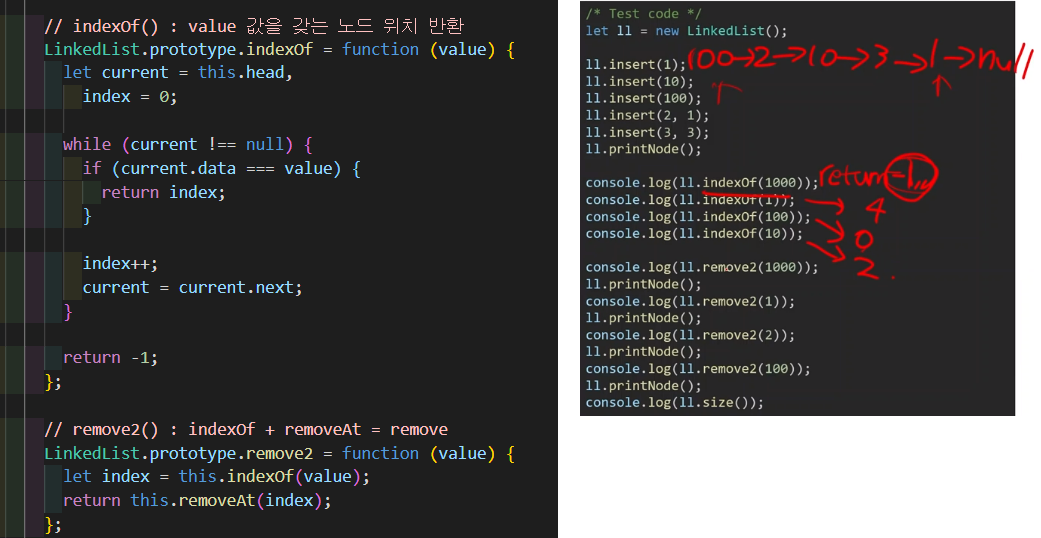 // indexOf() : value 값을 갖는 노드 위치 반환
LinkedList.prototype.indexOf = function (value) {
let current = this.head,
index = 0;
while (current !== null) {
if (current.data === value) {
return index;
}
index++;
current = current.next;
}
return -1;
};
// remove2() : indexOf + removeAt = remove
LinkedList.prototype.remove2 = function (value) {
let index = this.indexOf(value);
return this.removeAt(index);
};
/* Test code */
let ll = new LinkedList();
ll.insert(1); 100→2→10→3→1→null
ll.insert(10);
ll.insert(100);
ll.insert(2, 1);
ll.insert(3, 3);
ll.printNode();
console.log(ll.indexOf(1000)); return -1
console.log(ll.indexOf(1)); → 4
console.log(ll.indexOf(100)); → 0
console.log(ll.indexOf(10)); → 2
console.log(ll.remove2(1000));
ll.printNode();
console.log(ll.remove2(1));
ll.printNode();
console.log(ll.remove2(2));
ll.printNode();
console.log(ll.remove2(100));
ll.printNode();
console.log(ll.size());